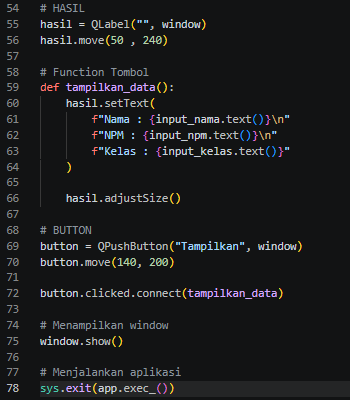 54 # HASIL
55 hasil = QLabel("", window)
56 hasil.move(50 , 240)
57
58 # Function Tombol
59 def tampilkan_data():
60     hasil.setText(
61         f"Nama : {input_nama.text()}\n"
62         f"NPM : {input_npm.text()}\n"
63         f"Kelas : {input_kelas.text()}"
64     )
65
66     hasil.adjustSize()
67
68 # BUTTON
69 button = QPushButton("Tampilkan", window)
70 button.move(140, 200)
71
72 button.clicked.connect(tampilkan_data)
73
74 # Menampilkan window
75 window.show()
76
77 # Menjalankan aplikasi
78 sys.exit(app.exec_())